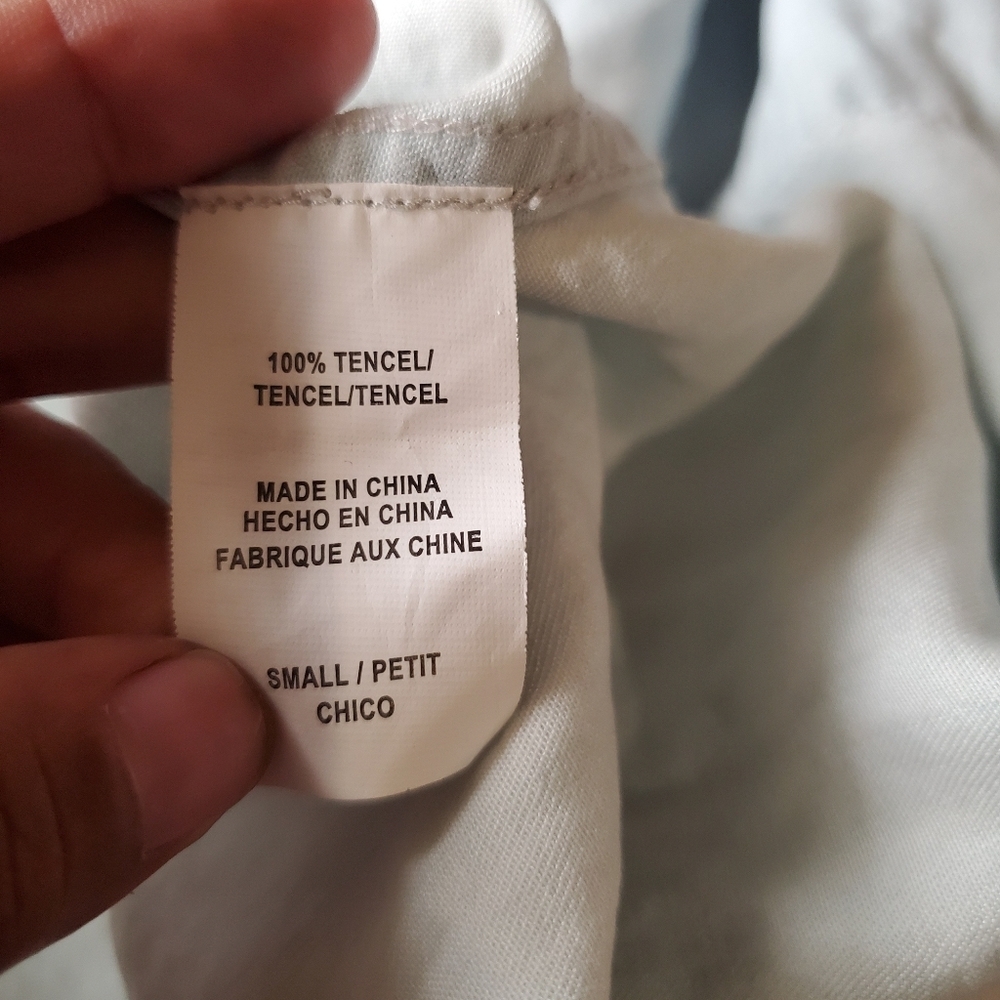 100% TENCEL/
TENCEL/TENCEL
MADE IN CHINA
HECHO EN CHINA
FABRIQUE AUX CHINE
SMALL / PETIT
CHICO